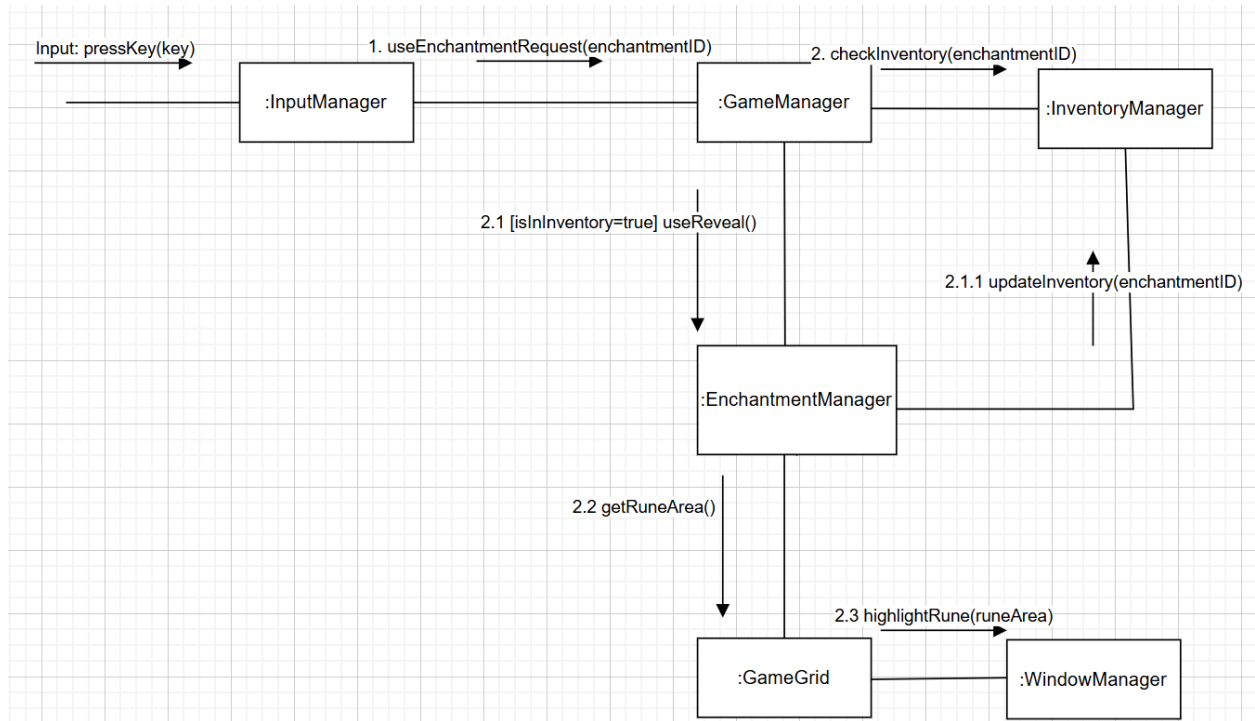 Input: pressKey(key)
1. useEnchantmentRequest(enchantmentID)
2. checkInventory(enchantmentID)
:InputManager
:GameManager
:InventoryManager
2.1 [isInInventory=true] useReveal()
2.1.1 updateInventory(enchantmentID)
:EnchantmentManager
2.2 getRuneArea()
2.3 highlightRune(runeArea)
:GameGrid
:WindowManager